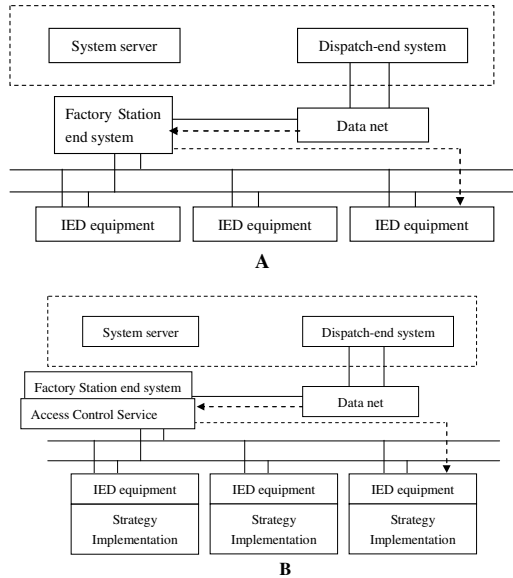 System server
Dispatch-end system
Factory Station
end system
Data net
IED equipment
IED equipment
IED equipment
A
System server
Dispatch-end system
Factory Station end system
Access Control Service
Data net
IED equipment
IED equipment
IED equipment
Strategy
Implementation
Strategy
Implementation
Strategy
Implementation
B